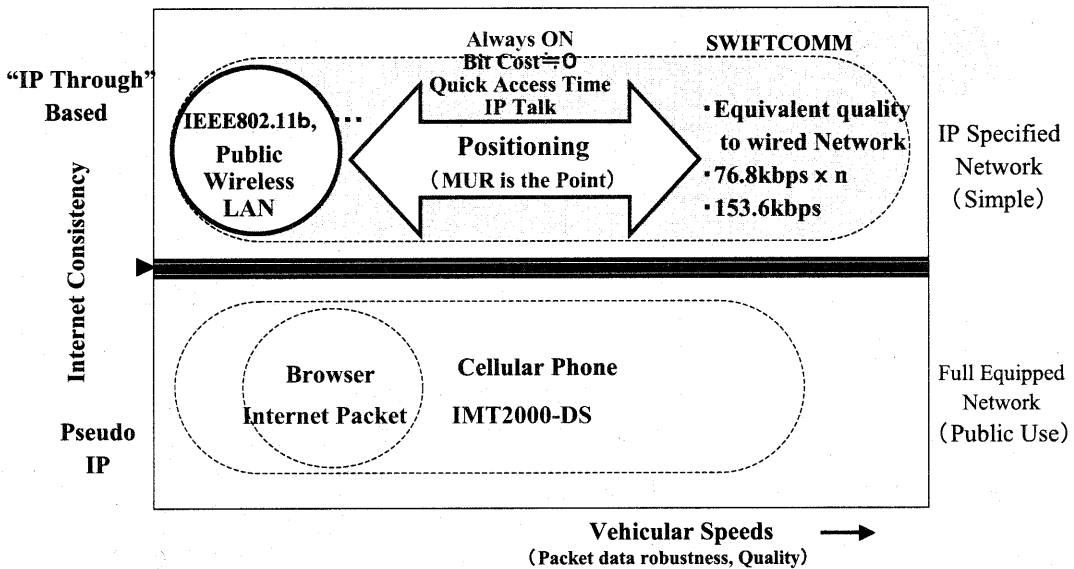 Always ON
Bit Cost≒0
Quick Access Time
IP Talk
SWIFTCOMM
“IP Through”
Based
IEEE802.11b,
Public
Wireless
LAN
...
Positioning
(MUR is the Point)
・Equivalent quality
to wired Network
・76.8kbps x n
・153.6kbps
IP Specified
Network
(Simple)
Internet Consistency
Browser
Internet Packet
Cellular Phone
IMT2000-DS
Pseudo
IP
Full Equipped
Network
(Public Use)
Vehicular Speeds
(Packet data robustness, Quality)